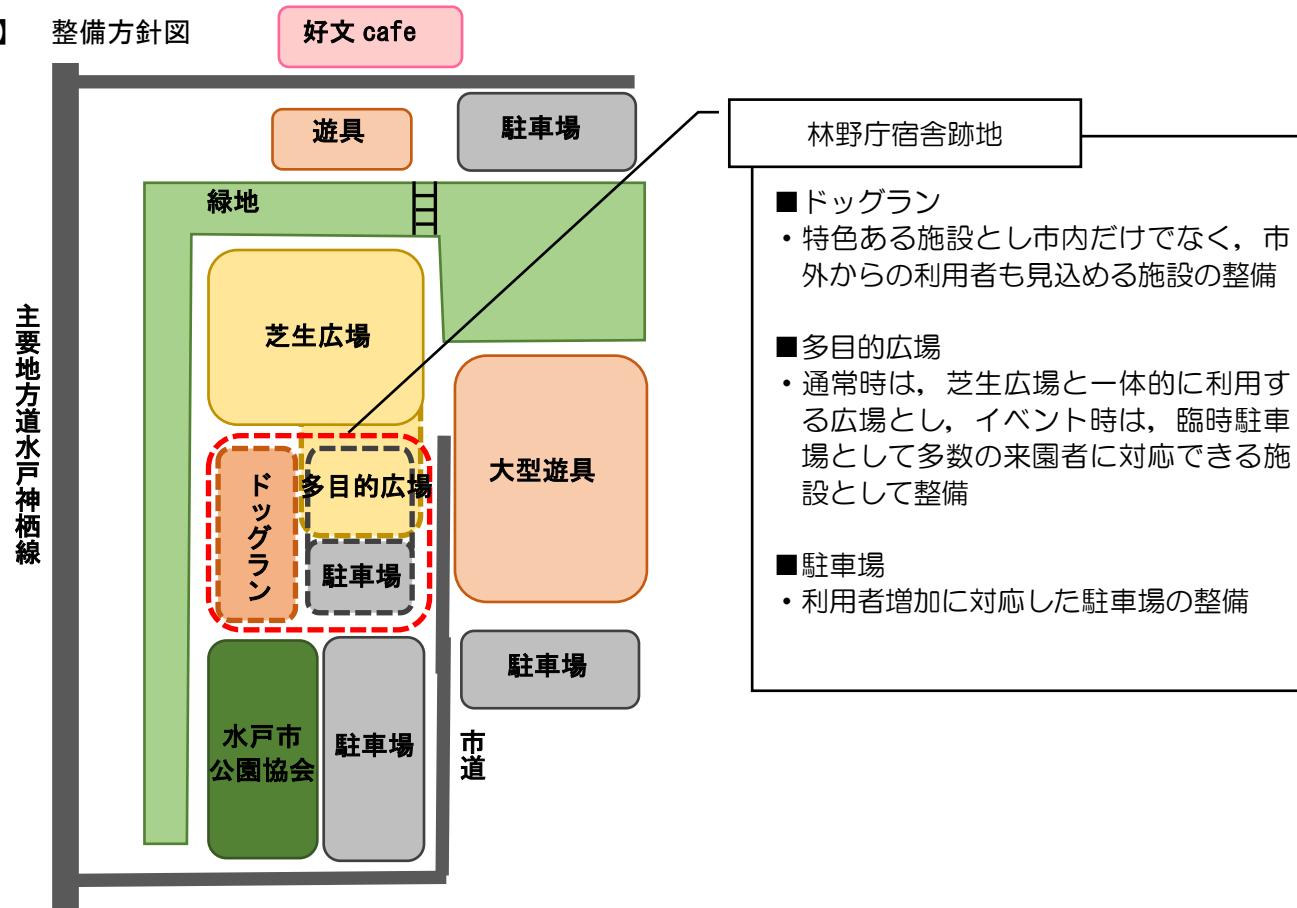 】 整備方針図
好文 cafe
遊具
駐車場
緑地
芝生広場
主要地方道水戸神栖線
ドッグラン
多目的広場
駐車場
大型遊具
駐車場
水戸市
公園協会
駐車場
市道
林野庁宿舎跡地
■ドッグラン
・特色ある施設とし市内だけでなく，市
外からの利用者も見込める施設の整備
■多目的広場
・通常時は，芝生広場と一体的に利用す
る広場とし，イベント時は，臨時駐車
場として多数の来園者に対応できる施
設として整備
■駐車場
・利用者増加に対応した駐車場の整備